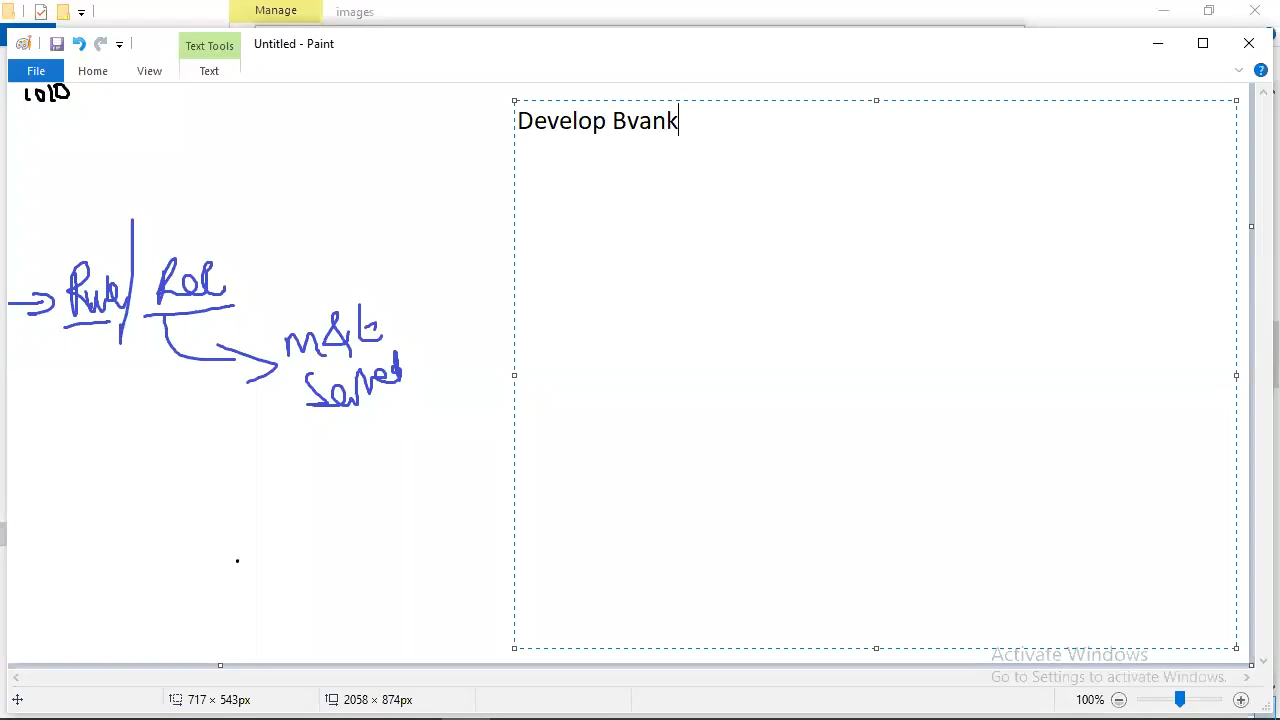 Manage
images
Text Tools
Untitled - Paint
File
Home
View
Text
1010
Develop Bvank
Activate Windows
Go to Settings to activate Windows.
717 × 543px
2058 × 874px
100%